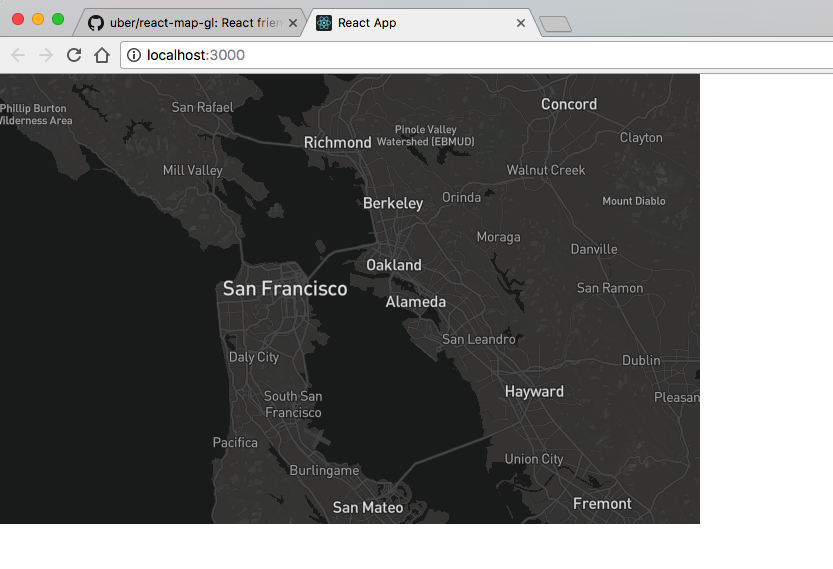 uber/react-map-gl: React frien
React App
localhost:3000
Phillip Burton
Wilderness Area
San Rafael
Concord
Richmond
Pinole Valley
Watershed (EBMUD)
Clayton
Mill Valley
Walnut Creek
Berkeley
Orinda
Mount Diablo
Moraga
Danville
Oakland
San Francisco
San Ramon
Alameda
San Leandro
Daly City
Dublin
Hayward
South San
Francisco
Pleasan
Pacifica
Union City
Burlingame
San Mateo
Fremont